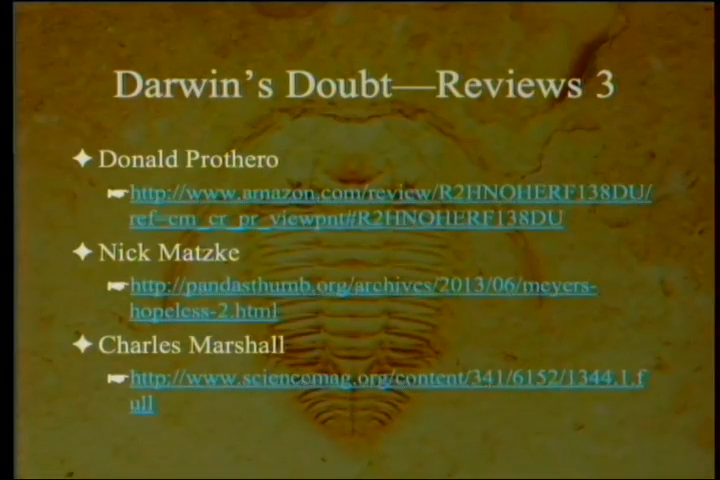 Darwin's Doubt—Reviews 3
Donald Prothero
http://www.amazon.com/review/R2HNOHERF138DU/
ref=cm_cr_pr_viewpnt#R2HNOHERF138DU
Nick Matzke
http://pandasthumb.org/archives/2013/06/meyers-
hopeless-2.html
Charles Marshall
http://www.sciencemag.org/content/341/6152/1344.1.f
ull